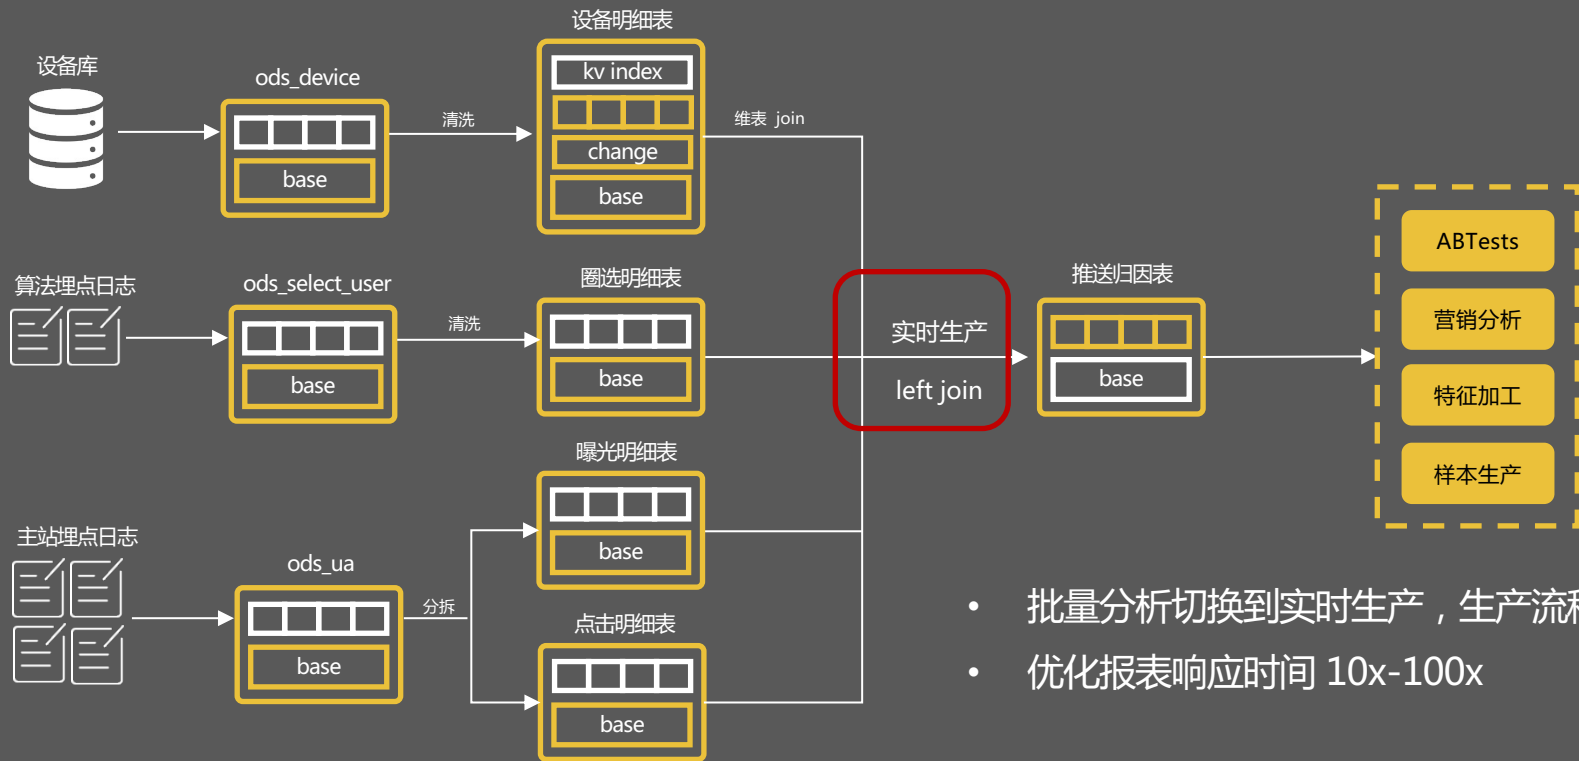 设备明细表
设备库
ods_device
kv index
清洗
维表 join
change
base
base
算法埋点日志
ods_select_user
圈选明细表
推送归因表
ABTests
清洗
实时生产
营销分析
base
base
left join
base
特征加工
曝光明细表
样本生产
主站埋点日志
ods_ua
base
分拆
点击明细表
base
base
• 批量分析切换到实时生产，生产流
• 优化报表响应时间 10x-100x